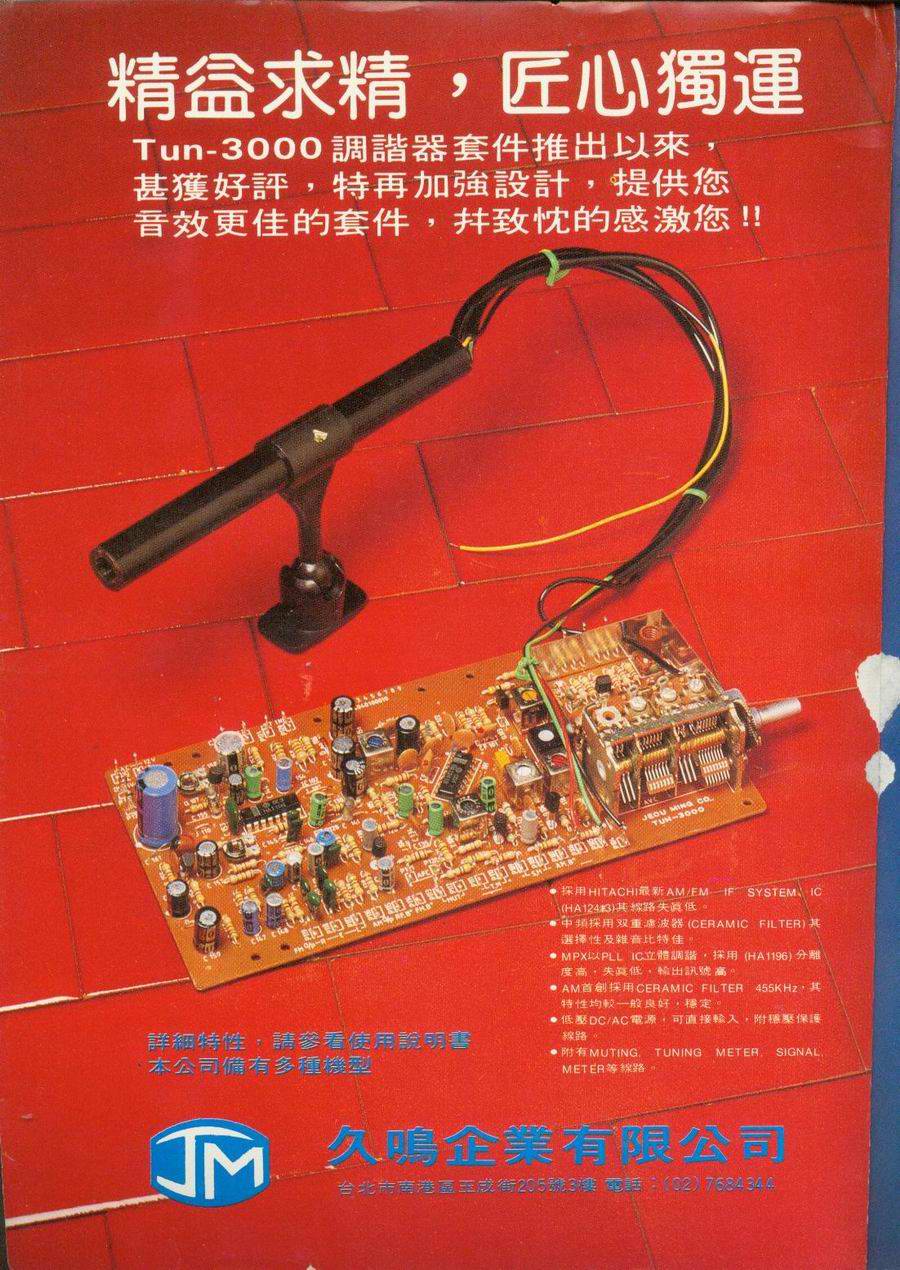 精益求精，匠心獨運
Tun-3000調諧器套件推出以來，
甚獲好評，特再加強設計，提供您
音效更佳的套件，幷致忱的感激您!!
JEOU MING CO.,
TUN-3000
AVC
● 採用HITACHI最新AM/FM IF SYSTEM, IC
(HA12413)其線路失眞低。
● 中頻採用双重濾波器(CERAMIC FILTER)其
選擇性及雜音比特佳。
● MPX以PLL IC立體調諧，採用(HA1196)分離
度高，失眞低，輸出訊號高。
● AM首創採用CERAMIC FILTER 455KHz，其
特性均較一般良好，穩定。
● 低壓DC/AC電源，可直接輸入，附穩壓保護
線路。
● 附有MUTING, TUNING METER, SIGNAL,
METER等線路。
詳細特性，請參看使用說明書
本公司備有多種機型
JM
久鳴企業有限公司
台北市南港區玉成街205號3樓 電話：(02)7684344